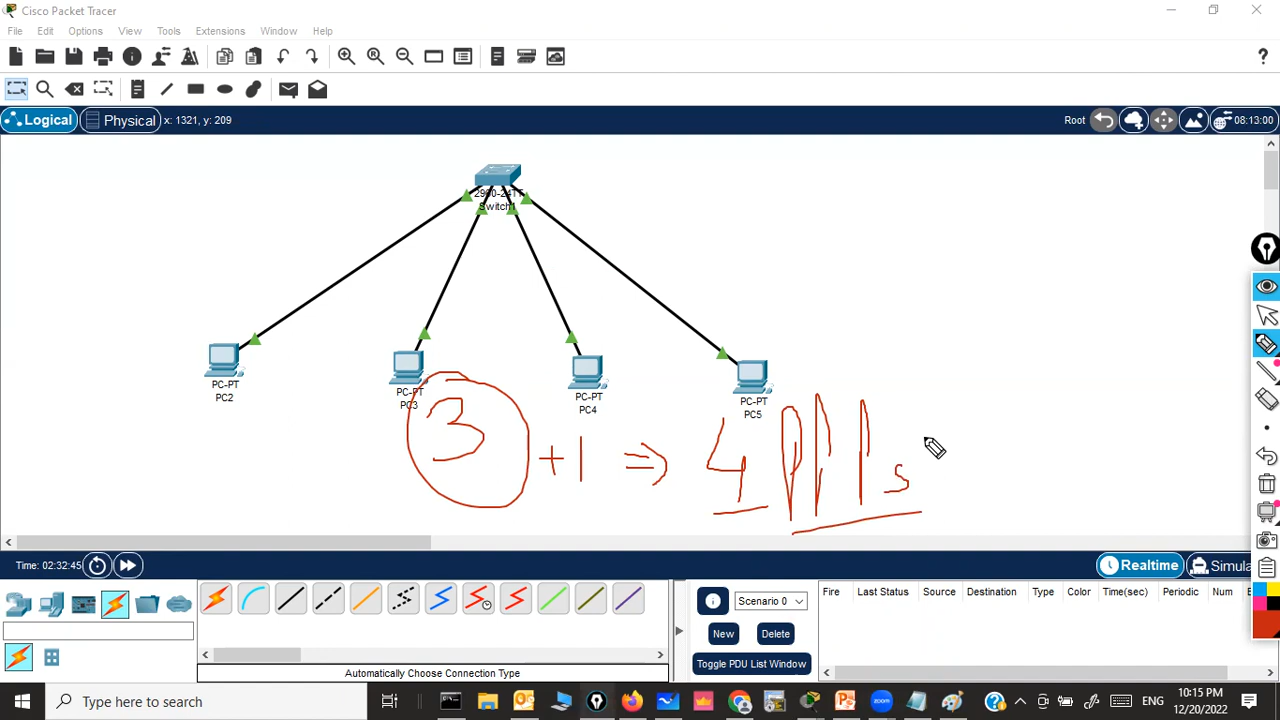 Cisco Packet Tracer
File Edit Options View Tools Extensions Window Help
Logical Physical x: 1321, y: 209 Root 08:13:00
2960-24TT
Switch1
PC-PT
PC2
PC-PT
PC3
PC-PT
PC4
PC-PT
PC5
3 +1 ⇒ 4
s
Time: 02:32:45 Realtime Simula
Scenario 0
Fire Last Status Source Destination Type Color Time(sec) Periodic Num
New Delete
Toggle PDU List Window
Automatically Choose Connection Type
Type here to search
10:15 PM
12/20/2022